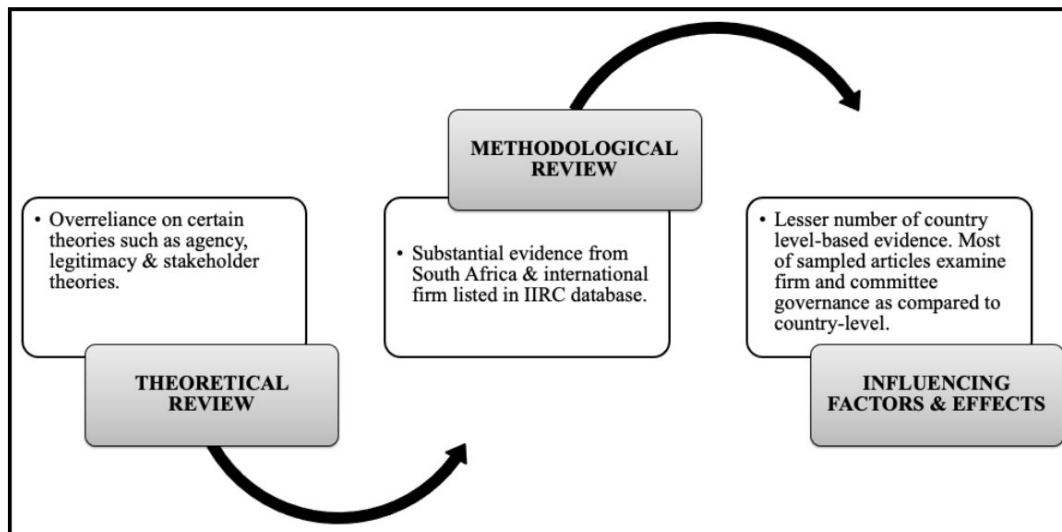 • Overreliance on certain
theories such as agency,
legitimacy & stakeholder
theories.
THEORETICAL
REVIEW
METHODOLOGICAL
REVIEW
• Substantial evidence from
South Africa & international
firm listed in IIRC database.
• Lesser number of country
level-based evidence. Most
of sampled articles examine
firm and committee
governance as compared to
country-level.
INFLUENCING
FACTORS & EFFECTS